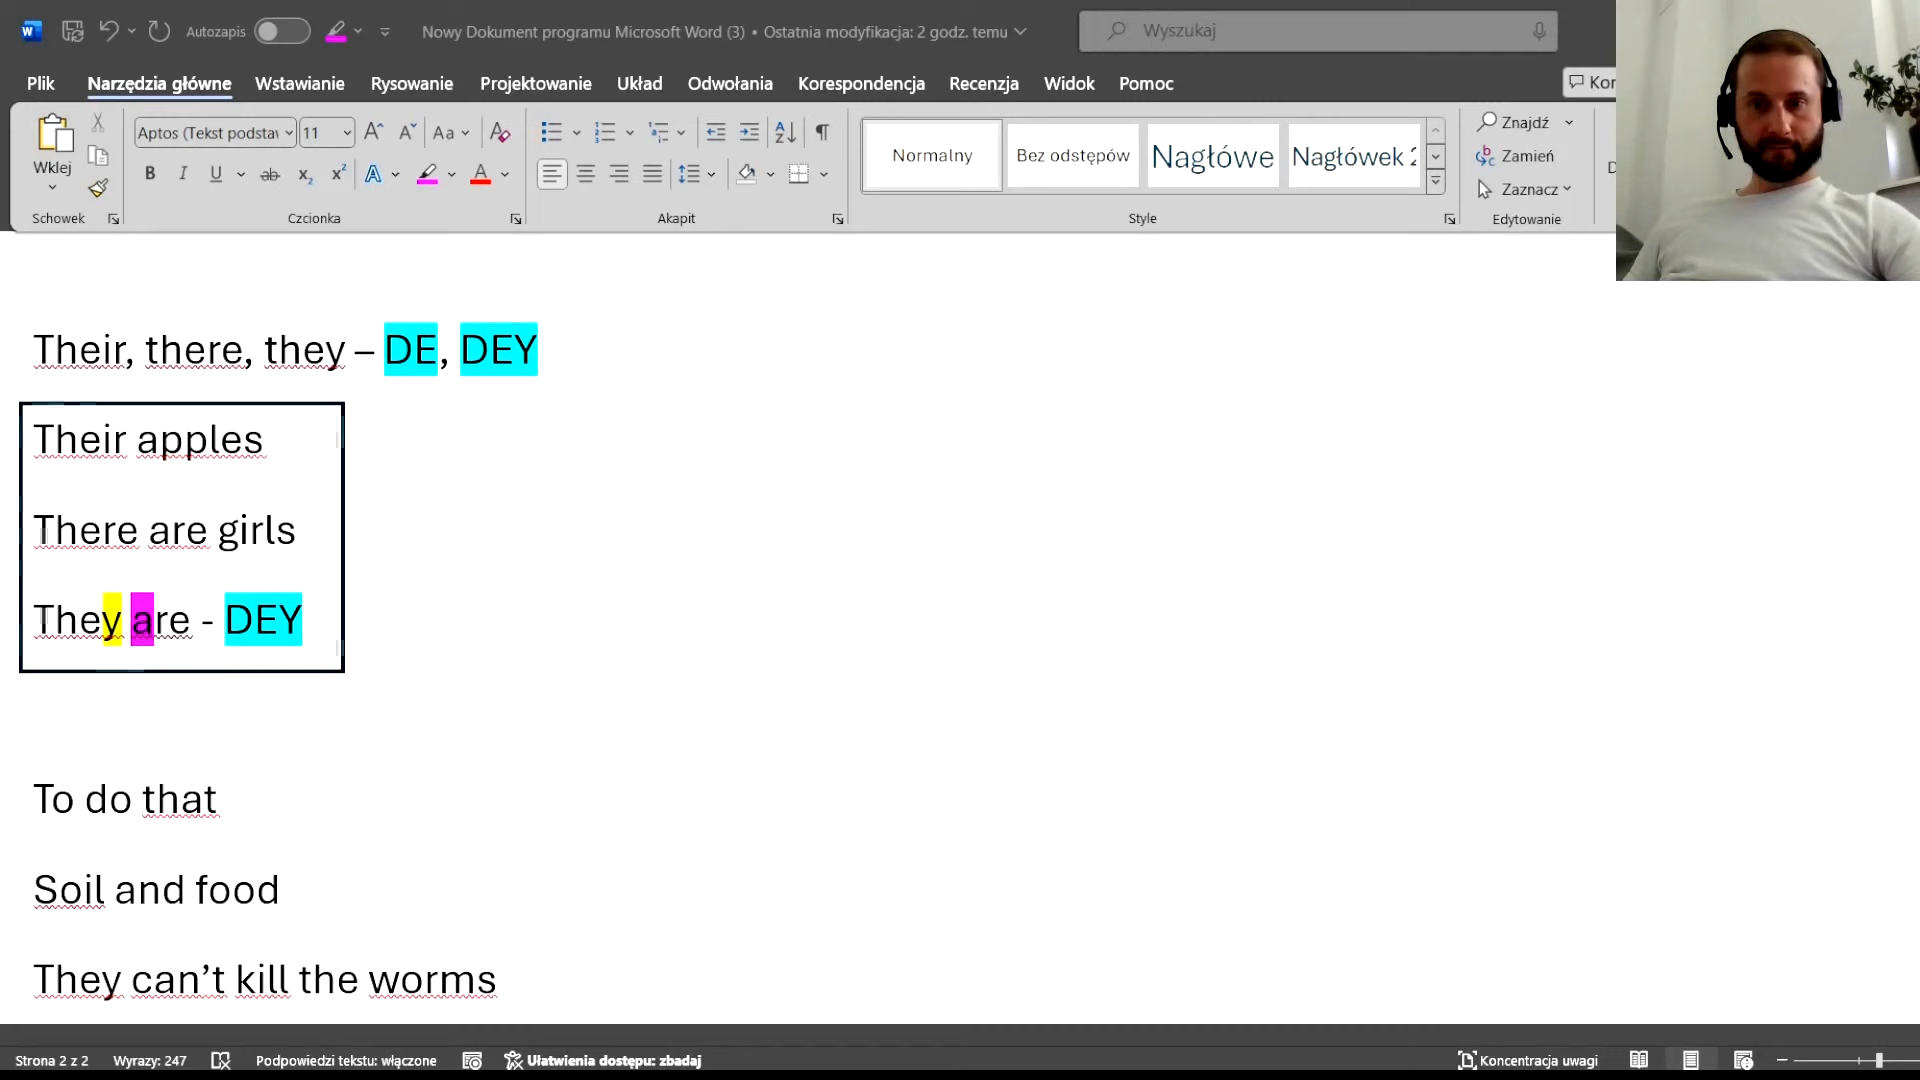 Autozapis
Nowy Dokument programu Microsoft Word (3) • Ostatnia modyfikacja: 2 godz. temu
Wyszukaj
Plik Narzędzia główne Wstawianie Rysowanie Projektowanie Układ Odwołania Korespondencja Recenzja Widok Pomoc
Wklej
Aptos (Tekst podsta 11
Normalny Bez odstępów Nagłówe Nagłówek 2
Znajdź
Zamień
Zaznacz
Schowek Czcionka Akapit Style Edytowanie
Their, there, they – DE, DEY
Their apples
There are girls
They are - DEY
To do that
Soil and food
They can’t kill the worms
Strona 2 z 2 Wyrazy: 247 Podpowiedzi tekstu: włączone Ułatwienia dostępu: zbadaj Koncentracja uwagi